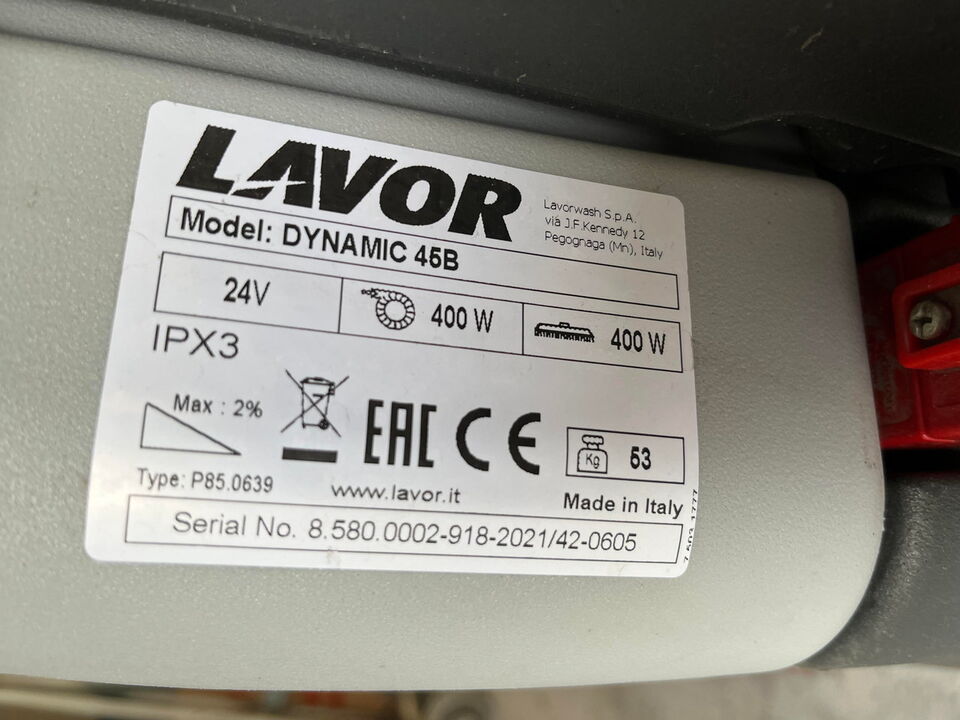 LAVOR
Lavorwash S.p.A.
viá J.F.Kennedy 12
Pegognaga (Mn), Italy
Model: DYNAMIC 45B
24V
400 W
400 W
IPX3
Max : 2%
EAC CE
Kg 53
Type: P85.0639
www.lavor.it
Made in Italy
Serial No. 8.580.0002-918-2021/42-0605